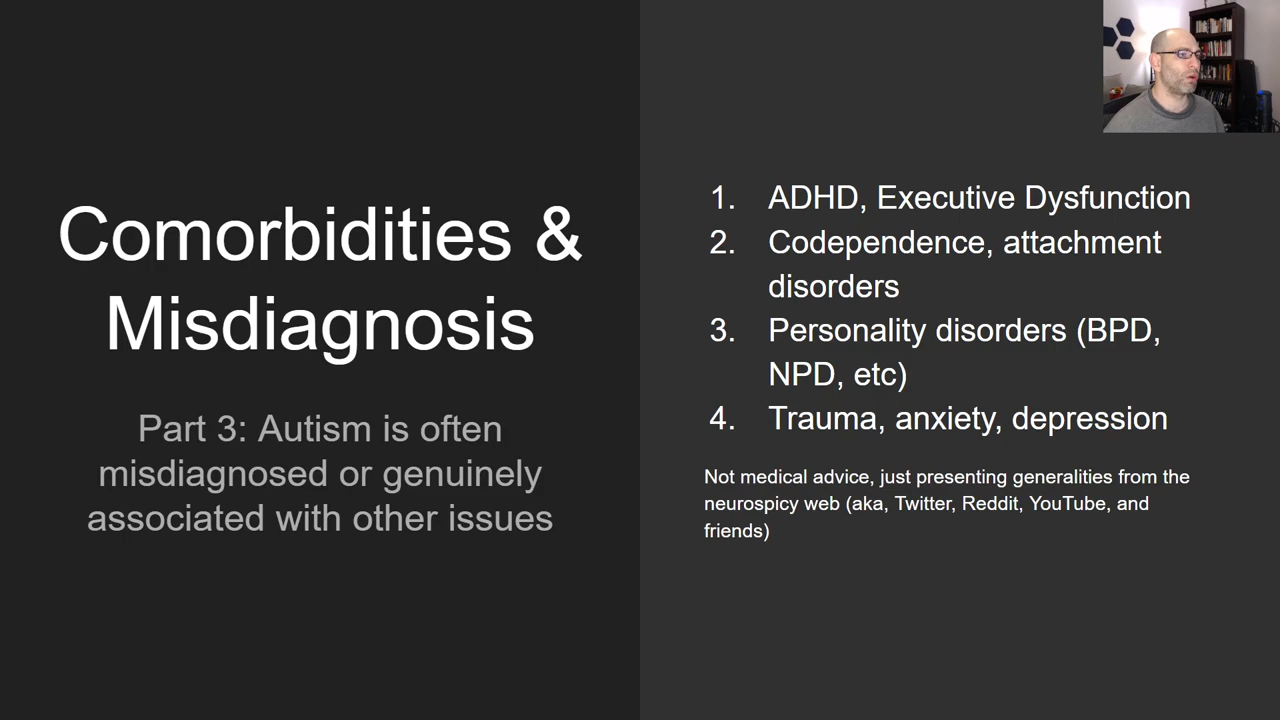 Comorbidities &
Misdiagnosis
Part 3: Autism is often
misdiagnosed or genuinely
associated with other issues
1. ADHD, Executive Dysfunction
2. Codependence, attachment
disorders
3. Personality disorders (BPD,
NPD, etc)
4. Trauma, anxiety, depression
Not medical advice, just presenting generalities from the
neurospicy web (aka, Twitter, Reddit, YouTube, and
friends)